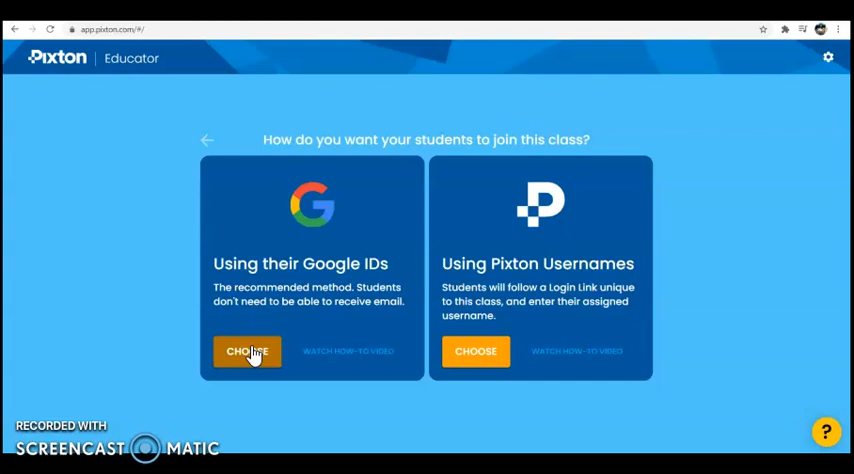 app.pixton.com/#/
Pixton | Educator
How do you want your students to join this class?
Using their Google IDs
The recommended method. Students
don't need to be able to receive email.
CHOOSE
WATCH HOW-TO VIDEO
Using Pixton Usernames
Students will follow a Login Link unique
to this class, and enter their assigned
username.
CHOOSE
WATCH HOW-TO VIDEO
?
RECORDED WITH
SCREENCAST MATIC